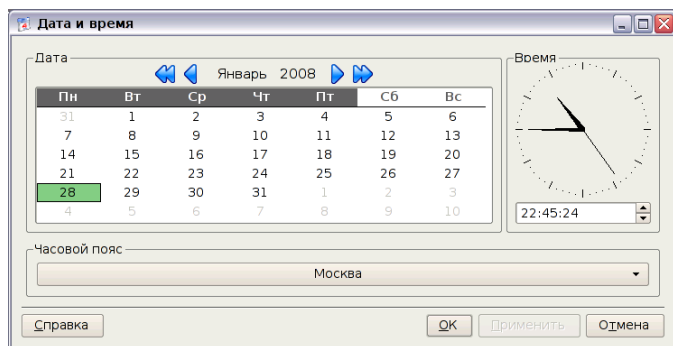 Дата и время
Дата
Январь 2008
Пн Вт Ср Чт Пт Сб Вс
31 1 2 3 4 5 6
7 8 9 10 11 12 13
14 15 16 17 18 19 20
21 22 23 24 25 26 27
28 29 30 31 1 2 3
4 5 6 7 8 9 10
Время
22:45:24
Часовой пояс
Москва
Справка OK Применить Отмена